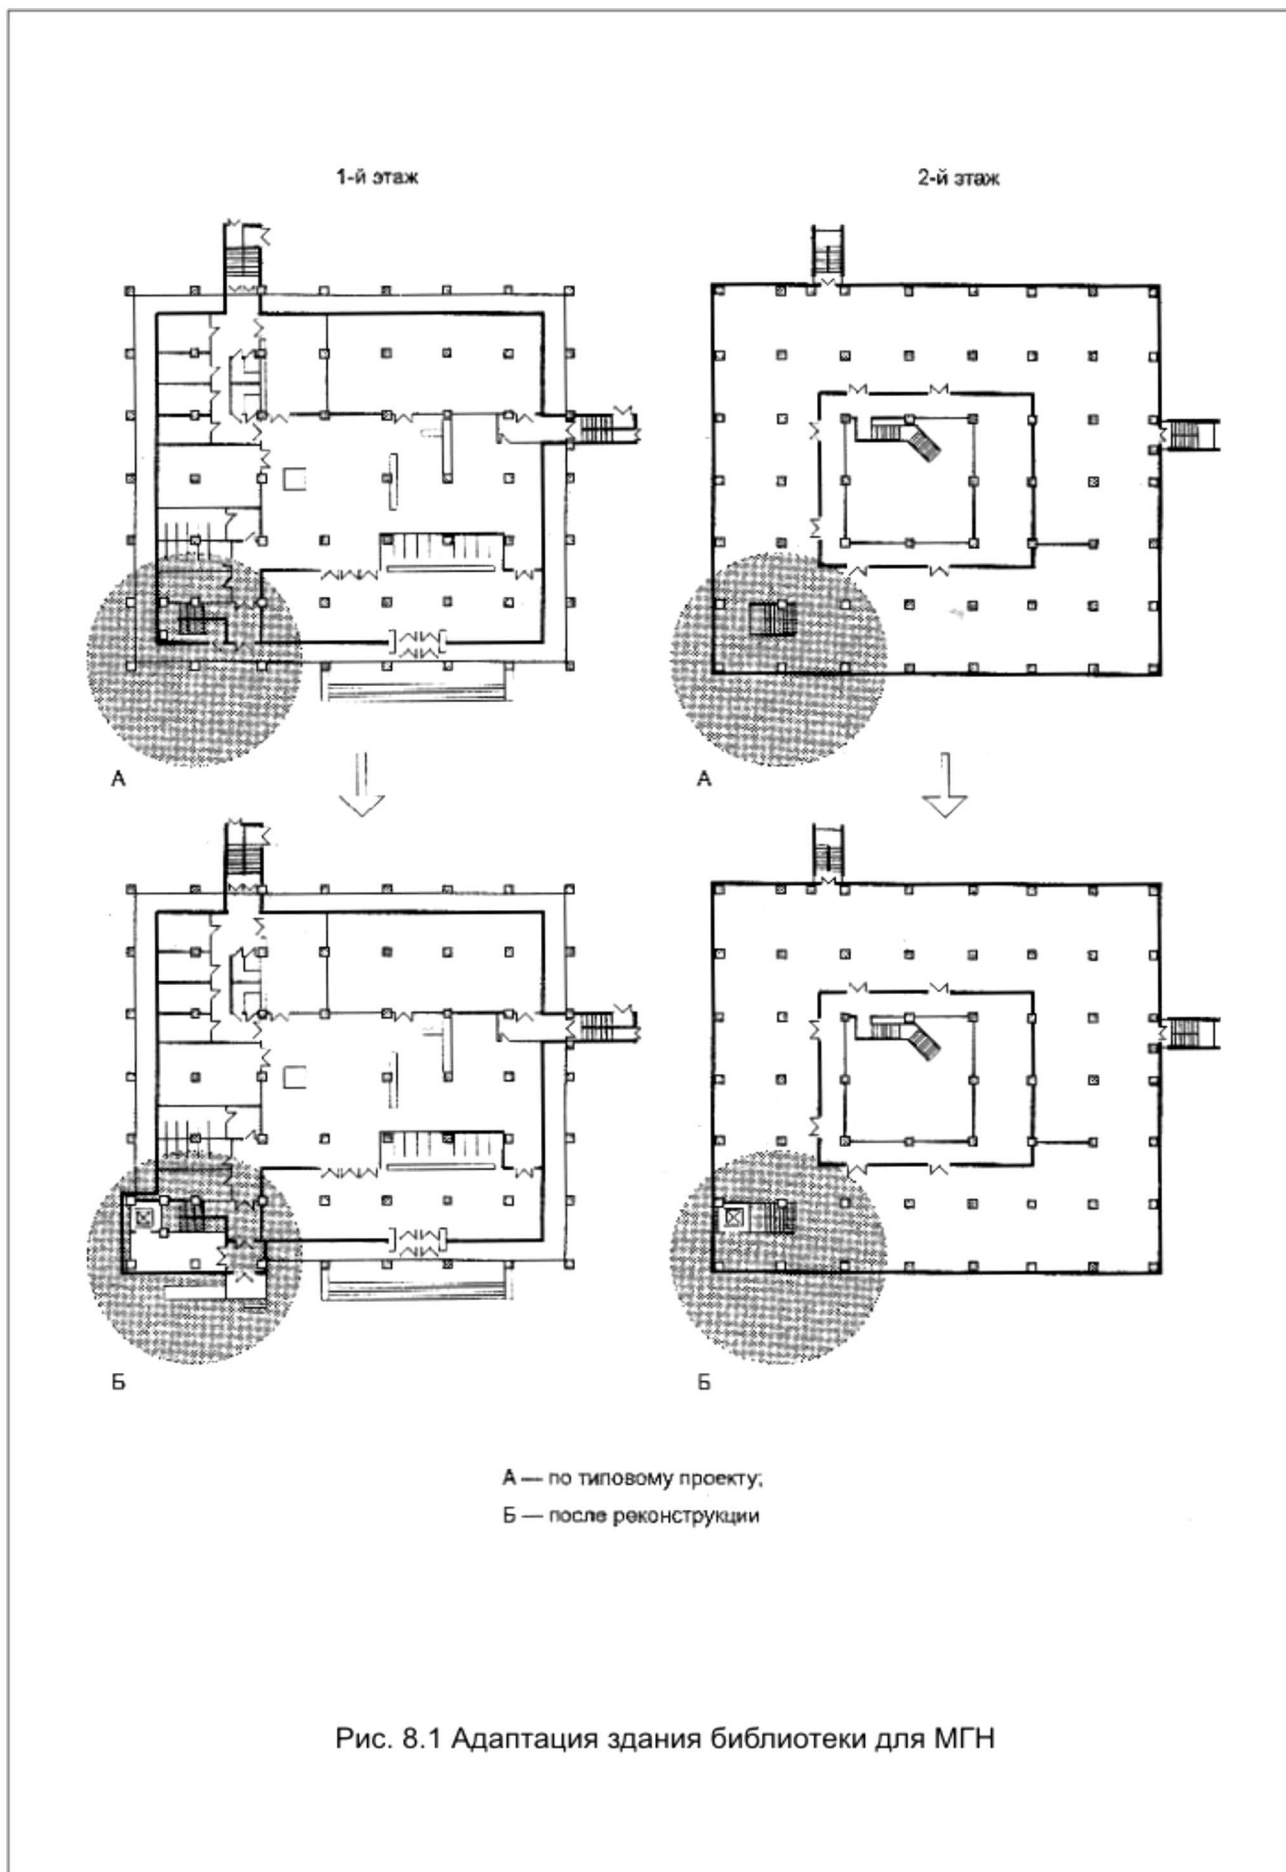 1-й этаж
2-й этаж
А
А
Б
Б
А — по типовому проекту;
Б — после реконструкции
Рис. 8.1 Адаптация здания библиотеки для МГН